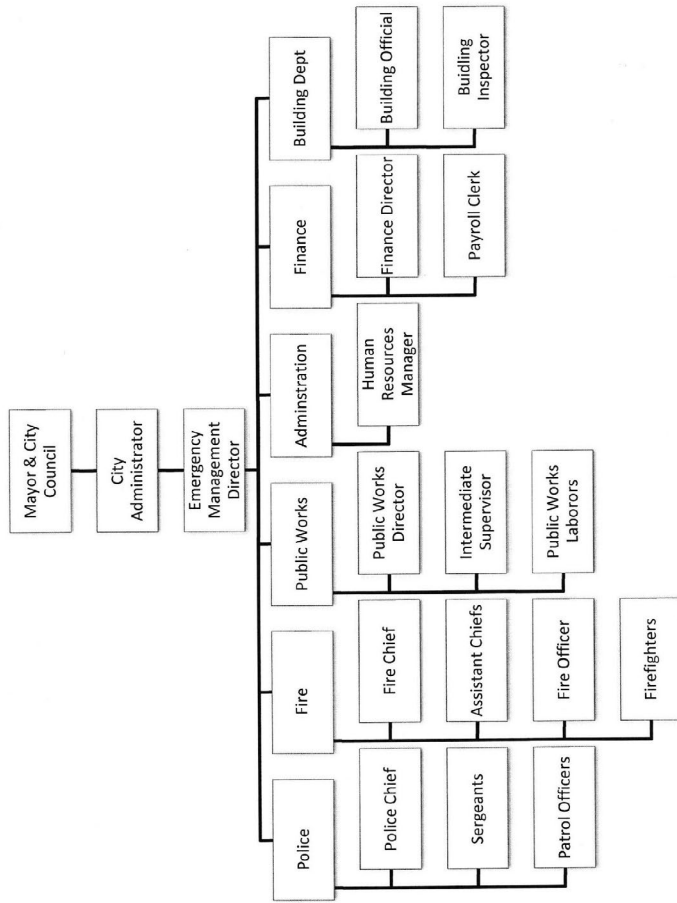 Mayor & City
Council
City
Administrator
Emergency
Management
Director
Police
Fire
Public Works
Adminstration
Finance
Building Dept
Police Chief
Fire Chief
Public Works
Director
Human
Resources
Manager
Finance Director
Building Official
Sergeants
Assistant Chiefs
Intermediate
Supervisor
Payroll Clerk
Buidling
Inspector
Patrol Officers
Fire Officer
Public Works
Laborors
Firefighters